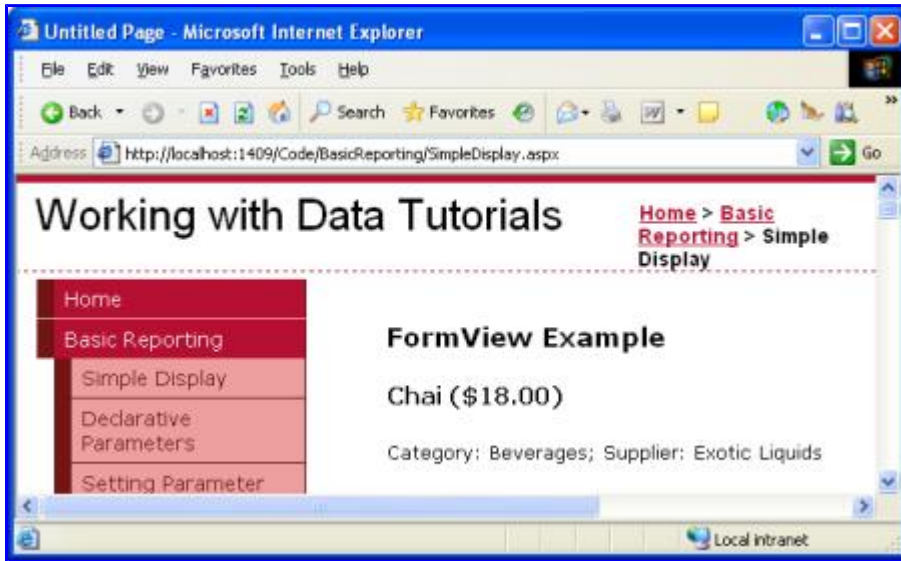 Untitled Page - Microsoft Internet Explorer
File Edit View Favorites Tools Help
Back Search Favorites
Address http://localhost:1409/Code/BasicReporting/SimpleDisplay.aspx Go
Working with Data Tutorials
Home > Basic
Reporting > Simple
Display
Home
Basic Reporting
Simple Display
Declarative
Parameters
Setting Parameter
FormView Example
Chai ($18.00)
Category: Beverages; Supplier: Exotic Liquids
Local intranet